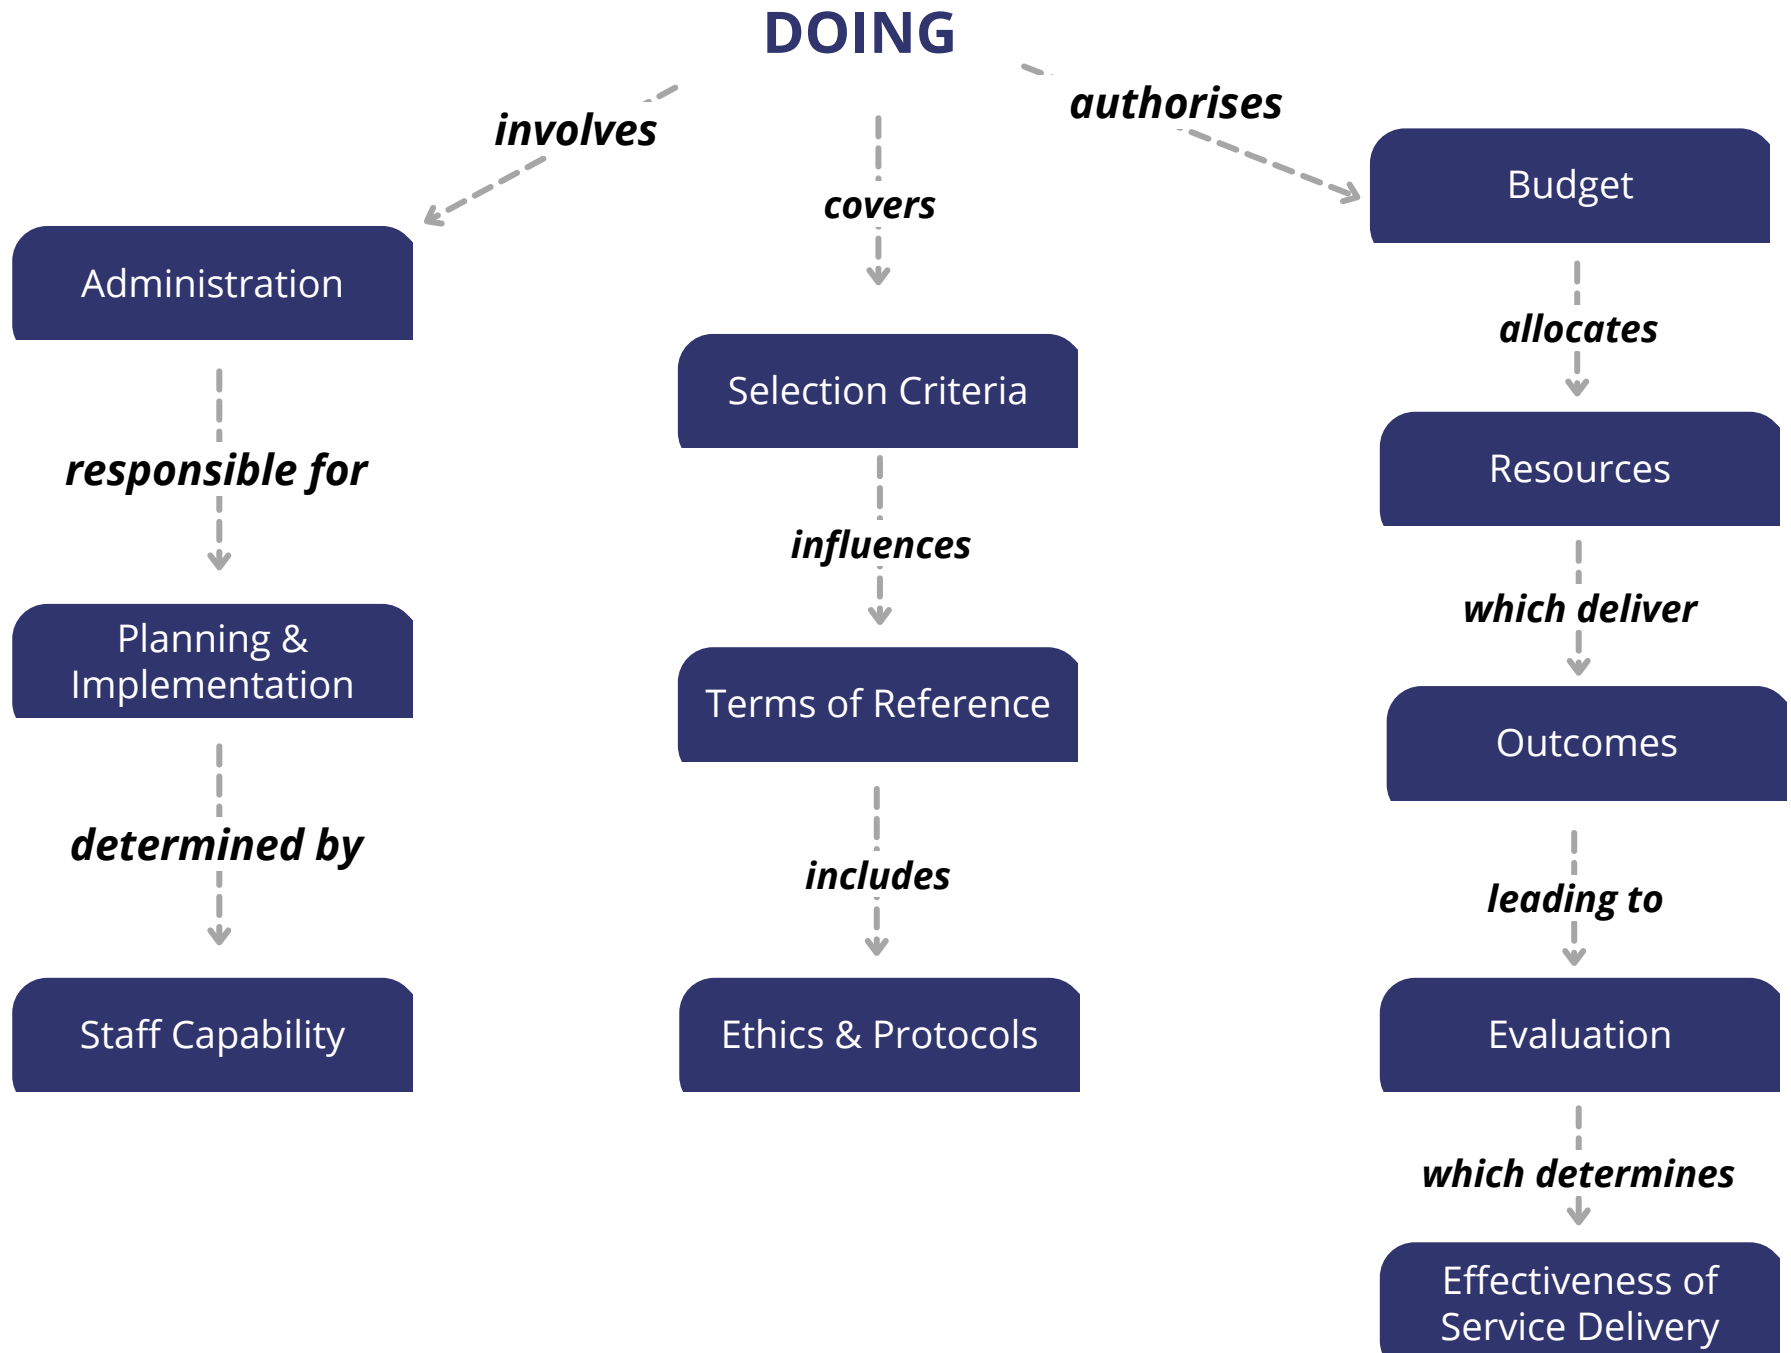 DOING
involves
covers
authorises
Administration
responsible for
Planning &
Implementation
determined by
Staff Capability
Selection Criteria
influences
Terms of Reference
includes
Ethics & Protocols
Budget
allocates
Resources
which deliver
Outcomes
leading to
Evaluation
which determines
Effectiveness of
Service Delivery